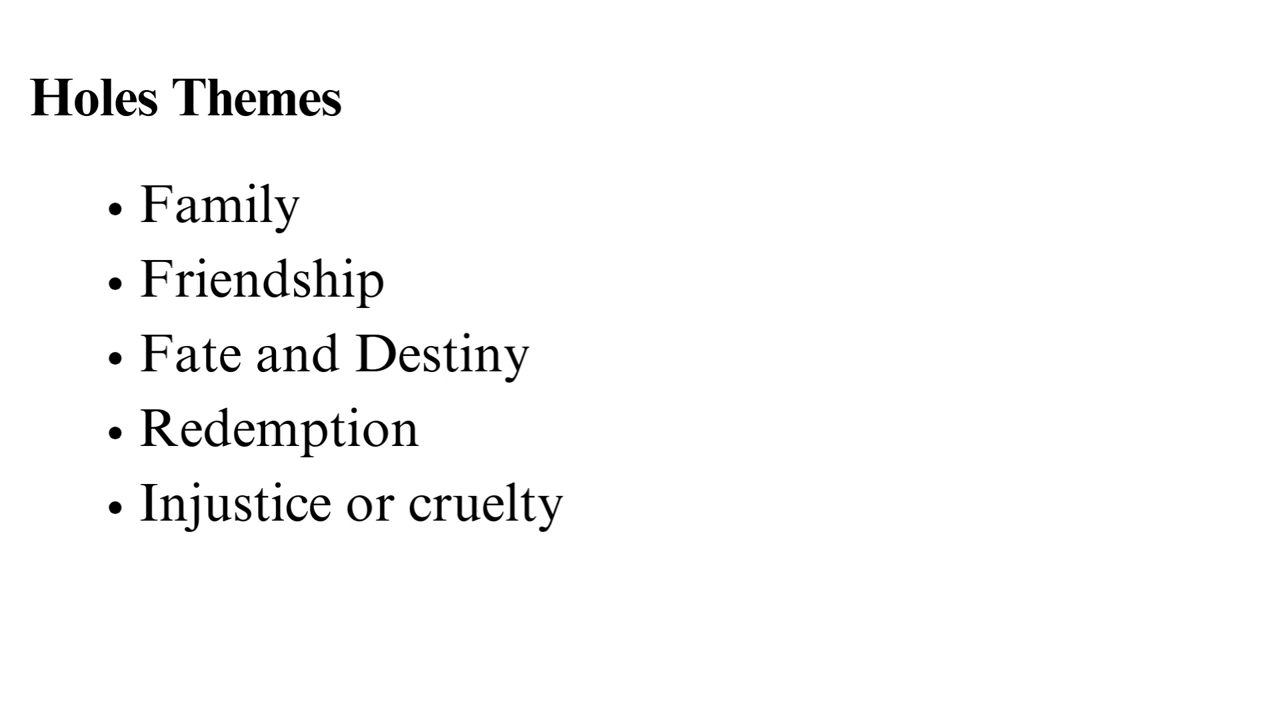 Holes Themes
• Family
• Friendship
• Fate and Destiny
• Redemption
• Injustice or cruelty